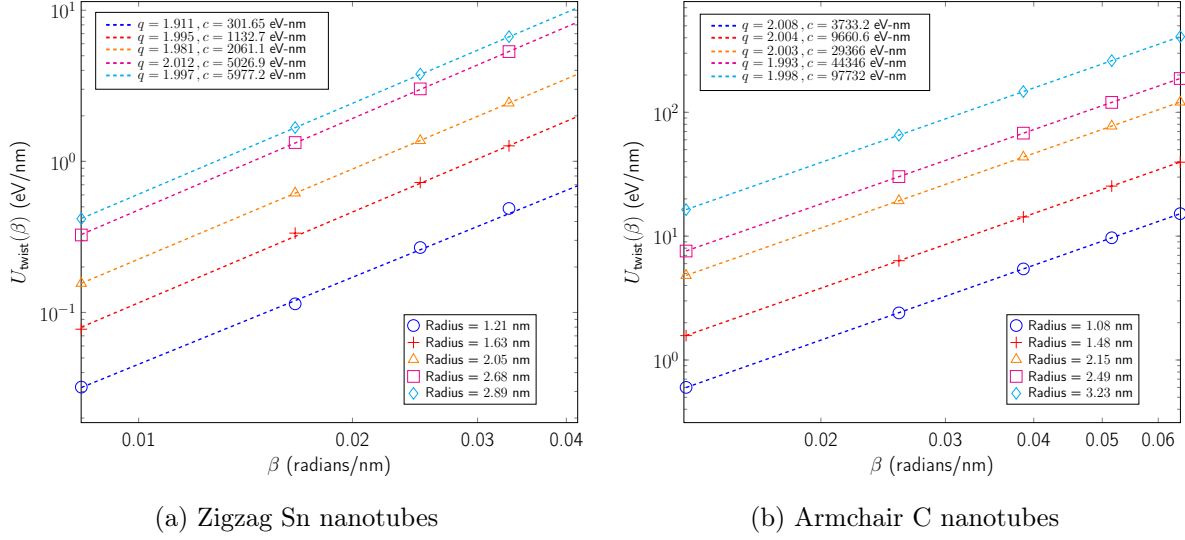 q = 1.911, c = 301.65 eV-nm
q = 1.995, c = 1132.7 eV-nm
q = 1.981, c = 2061.1 eV-nm
q = 2.012, c = 5026.9 eV-nm
q = 1.997, c = 5977.2 eV-nm
10^1
10^0
10^{-1}
U_twist(β) (eV/nm)
Radius = 1.21 nm
Radius = 1.63 nm
Radius = 2.05 nm
Radius = 2.68 nm
Radius = 2.89 nm
0.01 0.02 0.03 0.04
β (radians/nm)
(a) Zigzag Sn nanotubes
q = 2.008, c = 3733.2 eV-nm
q = 2.004, c = 9660.6 eV-nm
q = 2.003, c = 29366 eV-nm
q = 1.993, c = 44346 eV-nm
q = 1.998, c = 97732 eV-nm
10^2
10^1
10^0
U_twist(β) (eV/nm)
Radius = 1.08 nm
Radius = 1.48 nm
Radius = 2.15 nm
Radius = 2.49 nm
Radius = 3.23 nm
0.02 0.03 0.04 0.05 0.06
β (radians/nm)
(b) Armchair C nanotubes